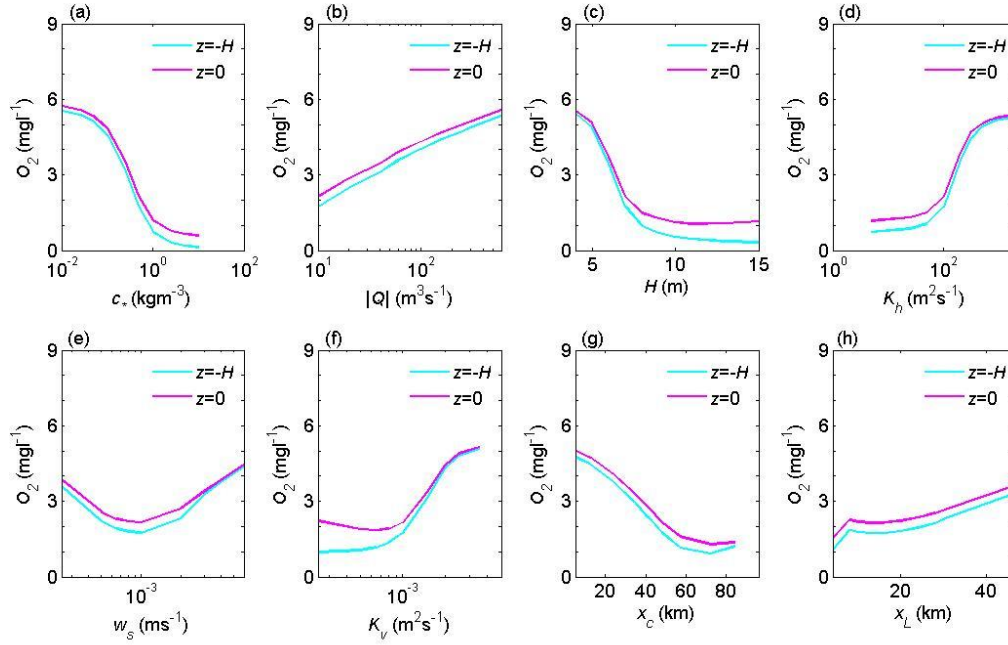 (a) (b) (c) (d)
9 9 9 9
z=-H z=-H z=-H z=-H
z=0 z=0 z=0 z=0
6 6 6 6
O₂ (mgl⁻¹) O₂ (mgl⁻¹) O₂ (mgl⁻¹) O₂ (mgl⁻¹)
3 3 3 3
0 0 0 0
10⁻² 10⁰ 10² 10¹ 10² 5 10 15 10⁰ 10²
c* (kgm⁻³) |Q| (m³s⁻¹) H (m) Kₕ (m²s⁻¹)
(e) (f) (g) (h)
9 9 9 9
z=-H z=-H z=-H z=-H
z=0 z=0 z=0 z=0
6 6 6 6
O₂ (mgl⁻¹) O₂ (mgl⁻¹) O₂ (mgl⁻¹) O₂ (mgl⁻¹)
3 3 3 3
0 0 0 0
10⁻³ 10⁻³ 20 40 60 80 20 40
wₛ (ms⁻¹) Kᵥ (m²s⁻¹) x_c (km) x_L (km)